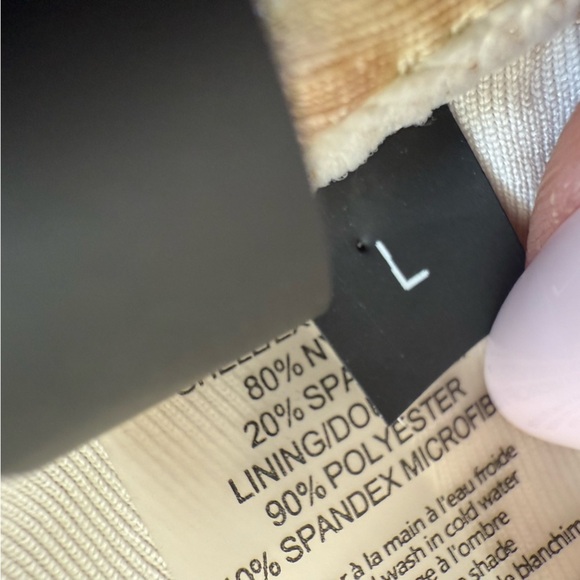 L
80% N
20% SPA
LINING/DO
90% POLYESTER
0% SPANDEX MICROFIB
à la main à l'eau froide
wash in cold water
e à l'ombre
shade
blanchim